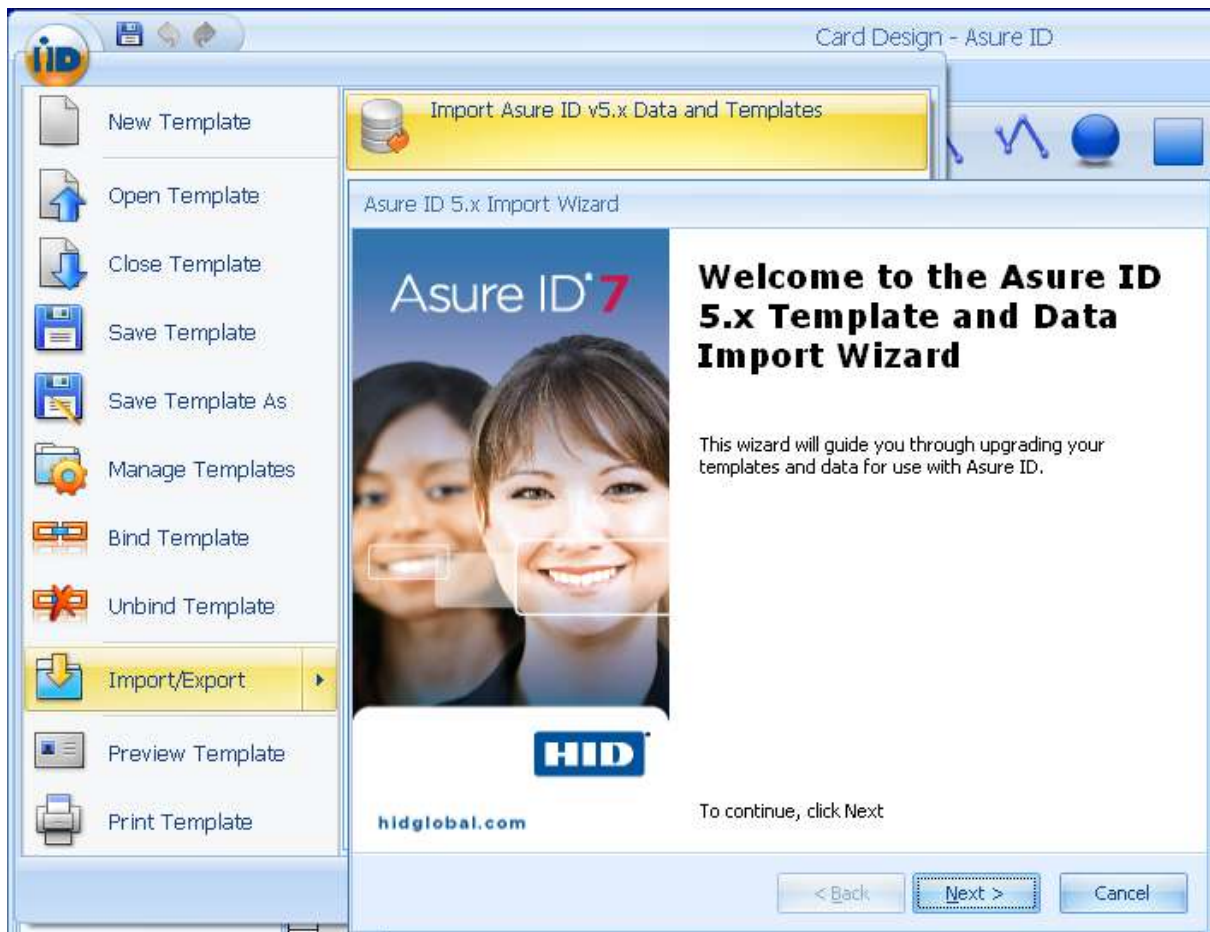 iID
Card Design - Asure ID
New Template
Open Template
Close Template
Save Template
Save Template As
Manage Templates
Bind Template
Unbind Template
Import/Export
Preview Template
Print Template
Import Asure ID v5.x Data and Templates
Asure ID 5.x Import Wizard
Asure ID 7
HID
hidglobal.com
Welcome to the Asure ID
5.x Template and Data
Import Wizard
This wizard will guide you through upgrading your
templates and data for use with Asure ID.
To continue, click Next
< Back
Next >
Cancel